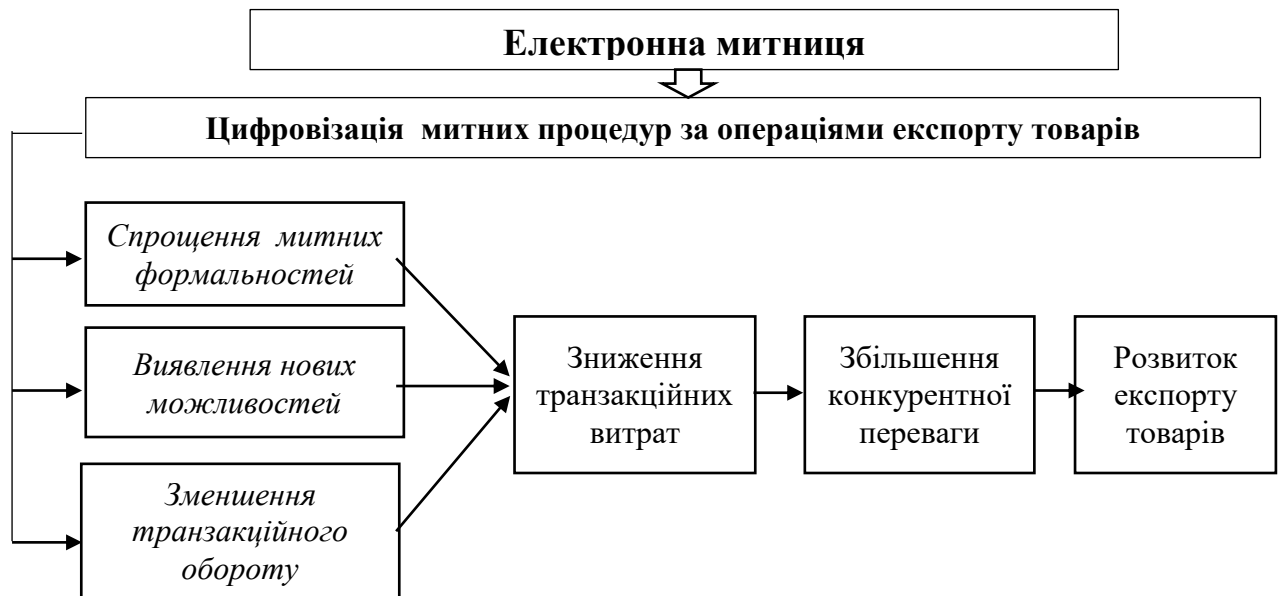 Електронна митниця
Цифровізація митних процедур за операціями експорту товарів
Спрощення митних
формальностей
Виявлення нових
можливостей
Зменшення
транзакційного
обороту
Зниження
транзакційних
витрат
Збільшення
конкурентної
переваги
Розвиток
експорту
товарів